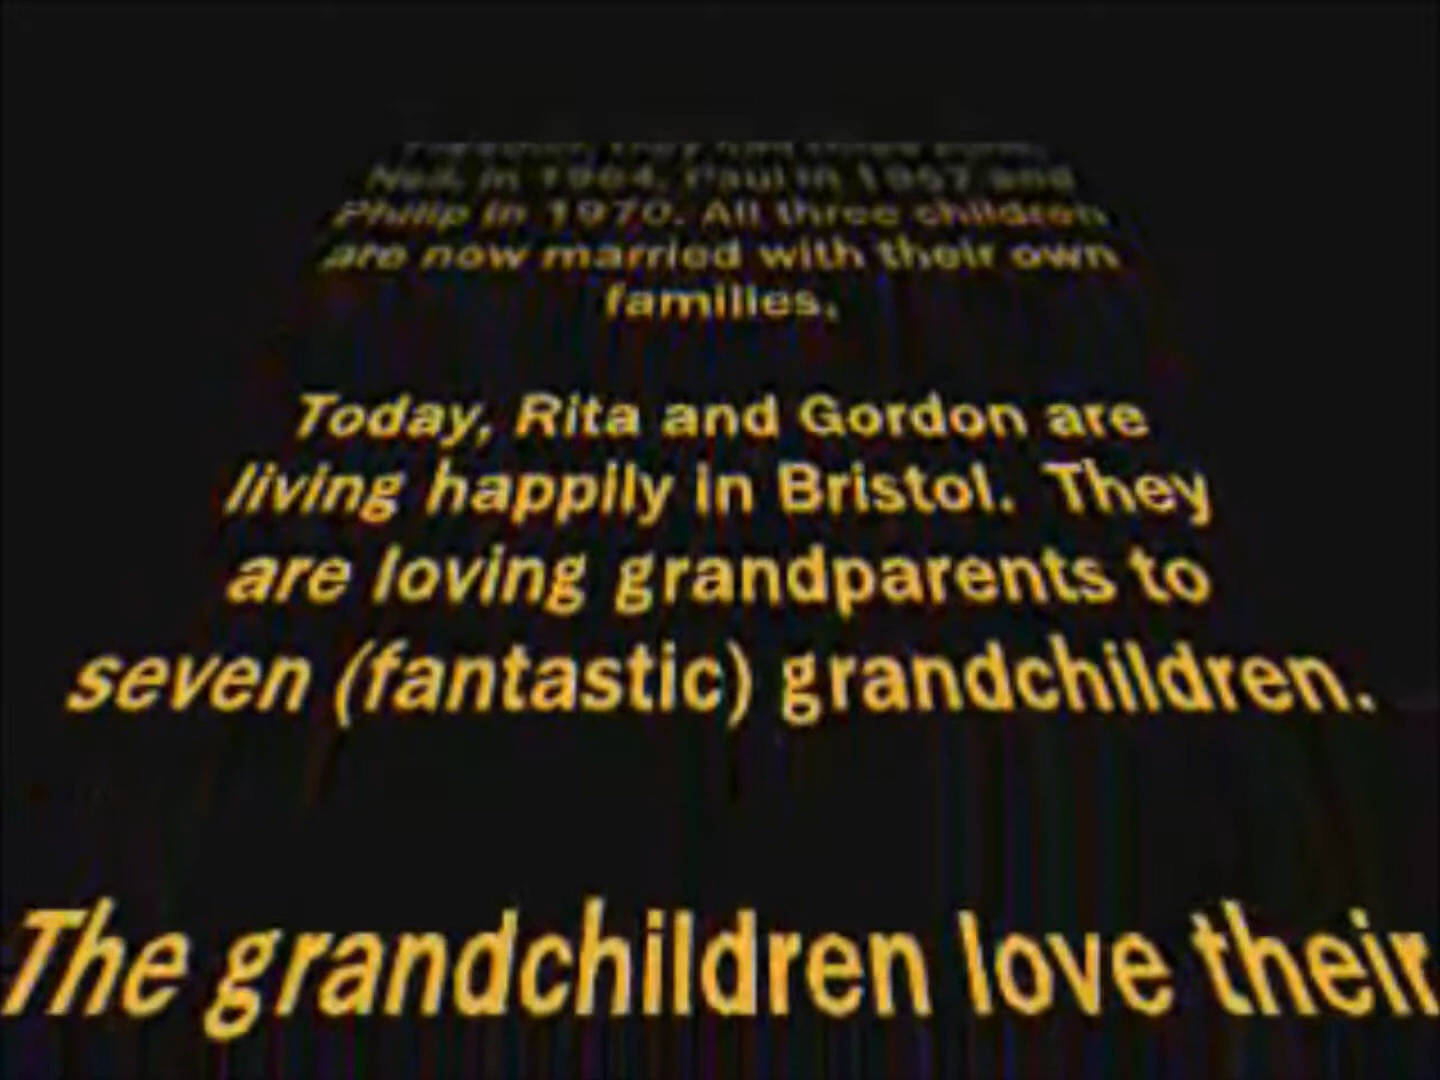 Neil, in 1964, Paul in 1967 and
Philip in 1970. All three children
are now married with their own
families.
Today, Rita and Gordon are
living happily in Bristol. They
are loving grandparents to
seven (fantastic) grandchildren.
The grandchildren love their